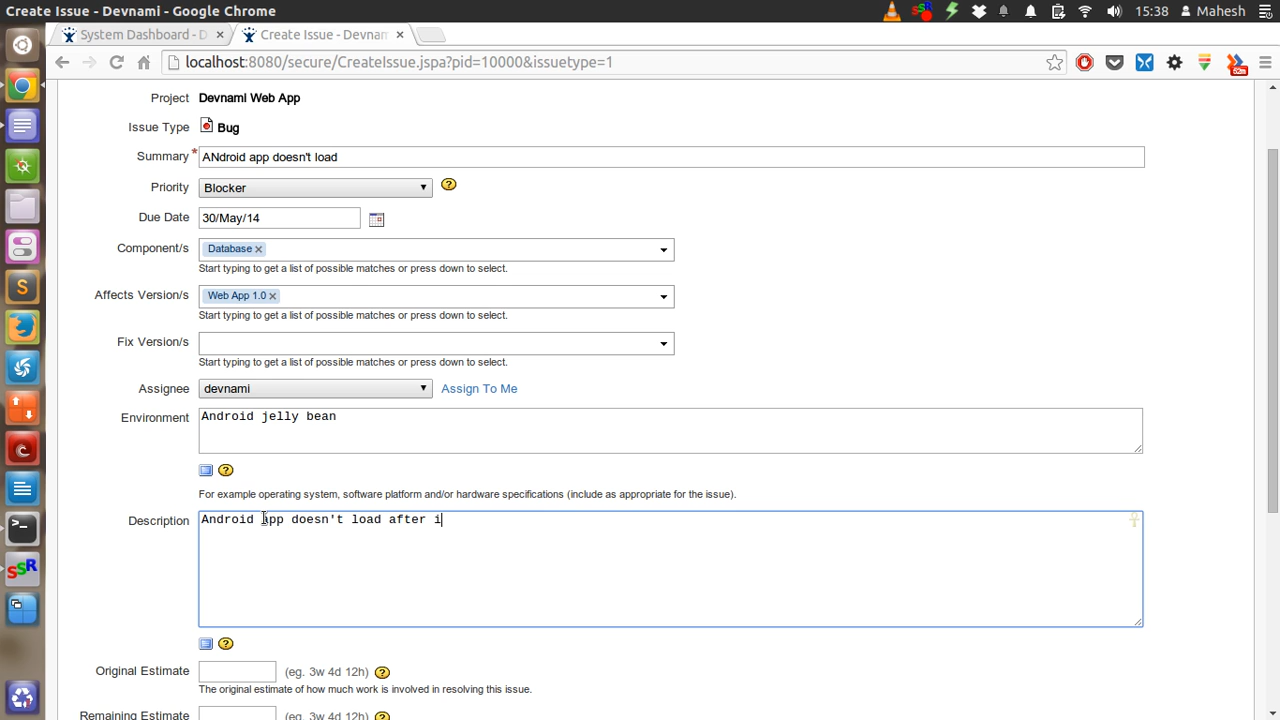 Create Issue - Devnami - Google Chrome
15:38 Mahesh
System Dashboard - D
Create Issue - Devnam
localhost:8080/secure/CreateIssue.jspa?pid=10000&issuetype=1
Project Devnami Web App
Issue Type Bug
Summary * ANdroid app doesn't load
Priority Blocker
Due Date 30/May/14
Component/s Database
Start typing to get a list of possible matches or press down to select.
Affects Version/s Web App 1.0
Start typing to get a list of possible matches or press down to select.
Fix Version/s
Start typing to get a list of possible matches or press down to select.
Assignee devnami Assign To Me
Environment Android jelly bean
For example operating system, software platform and/or hardware specifications (include as appropriate for the issue).
Description Android app doesn't load after i
Original Estimate (eg. 3w 4d 12h)
The original estimate of how much work is involved in resolving this issue.
Remaining Estimate (eg. 3w 4d 12h)